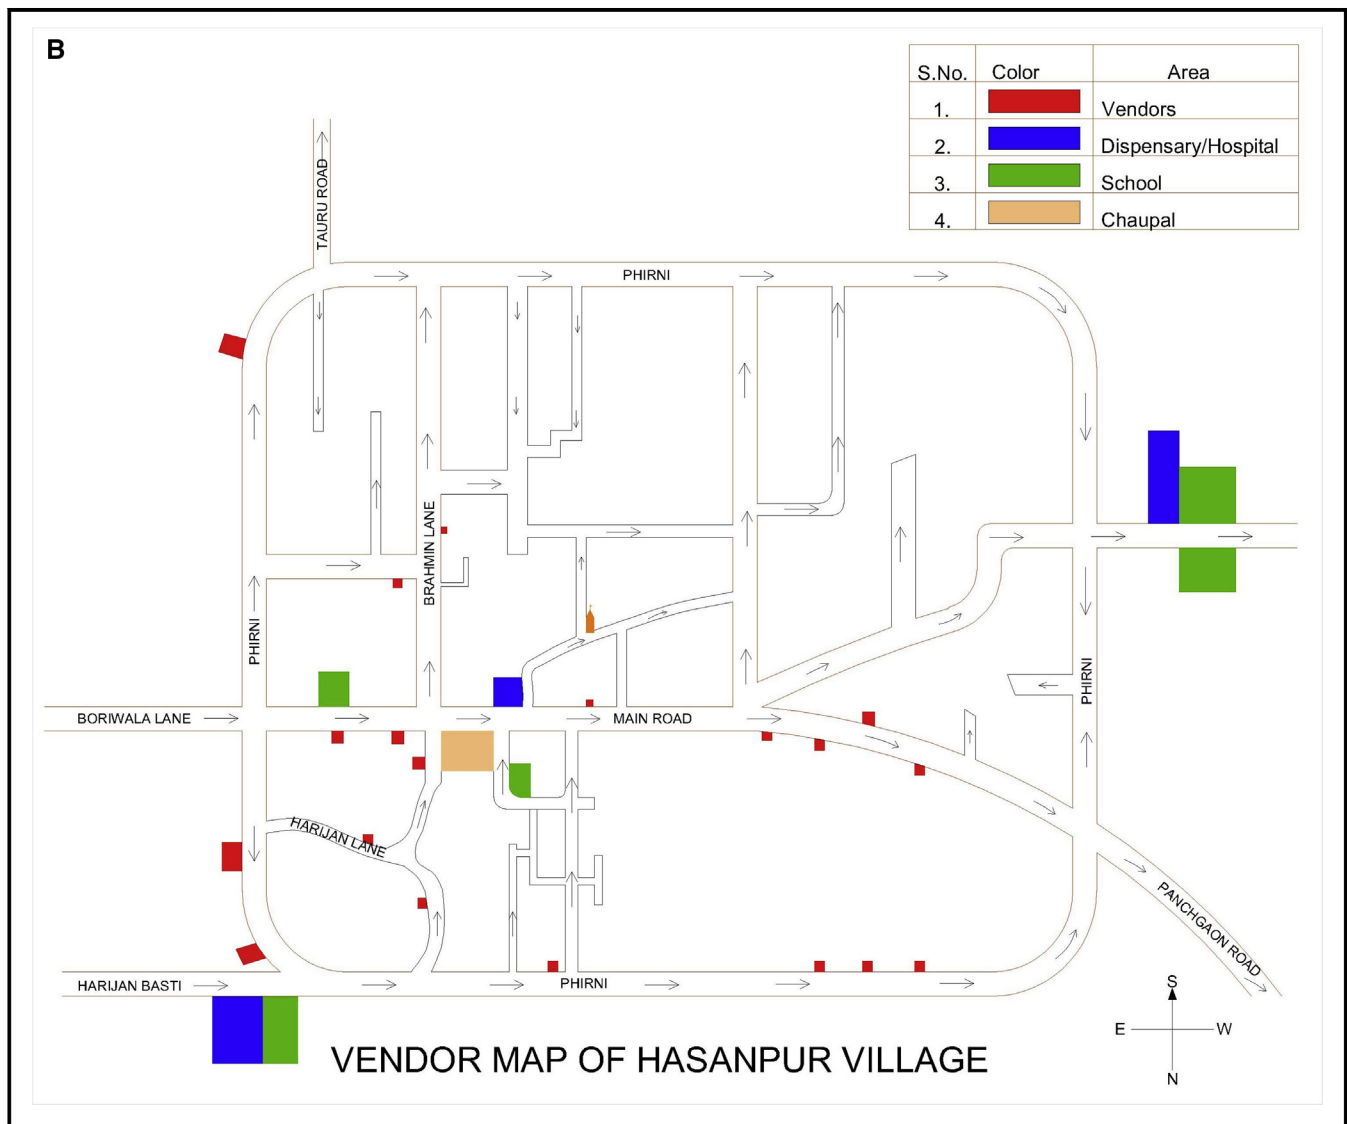 B
S.No. Color Area
1. Vendors
2. Dispensary/Hospital
3. School
4. Chaupal
TAURU ROAD
PHIRNI
BRAHMIN LANE
PHIRNI
PHIRNI
BORIWALA LANE
MAIN ROAD
HARIJAN LANE
PANCHGAON ROAD
HARIJAN BASTI
PHIRNI
S
E W
N
VENDOR MAP OF HASANPUR VILLAGE